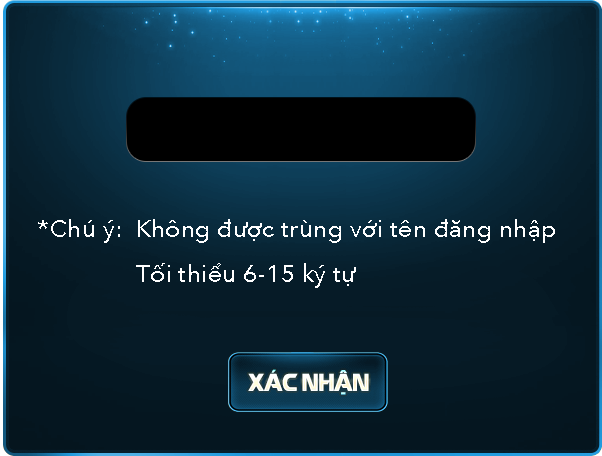 *Chú ý: Không được trùng với tên đăng nhập
Tối thiểu 6-15 ký tự
XÁC NHẬN